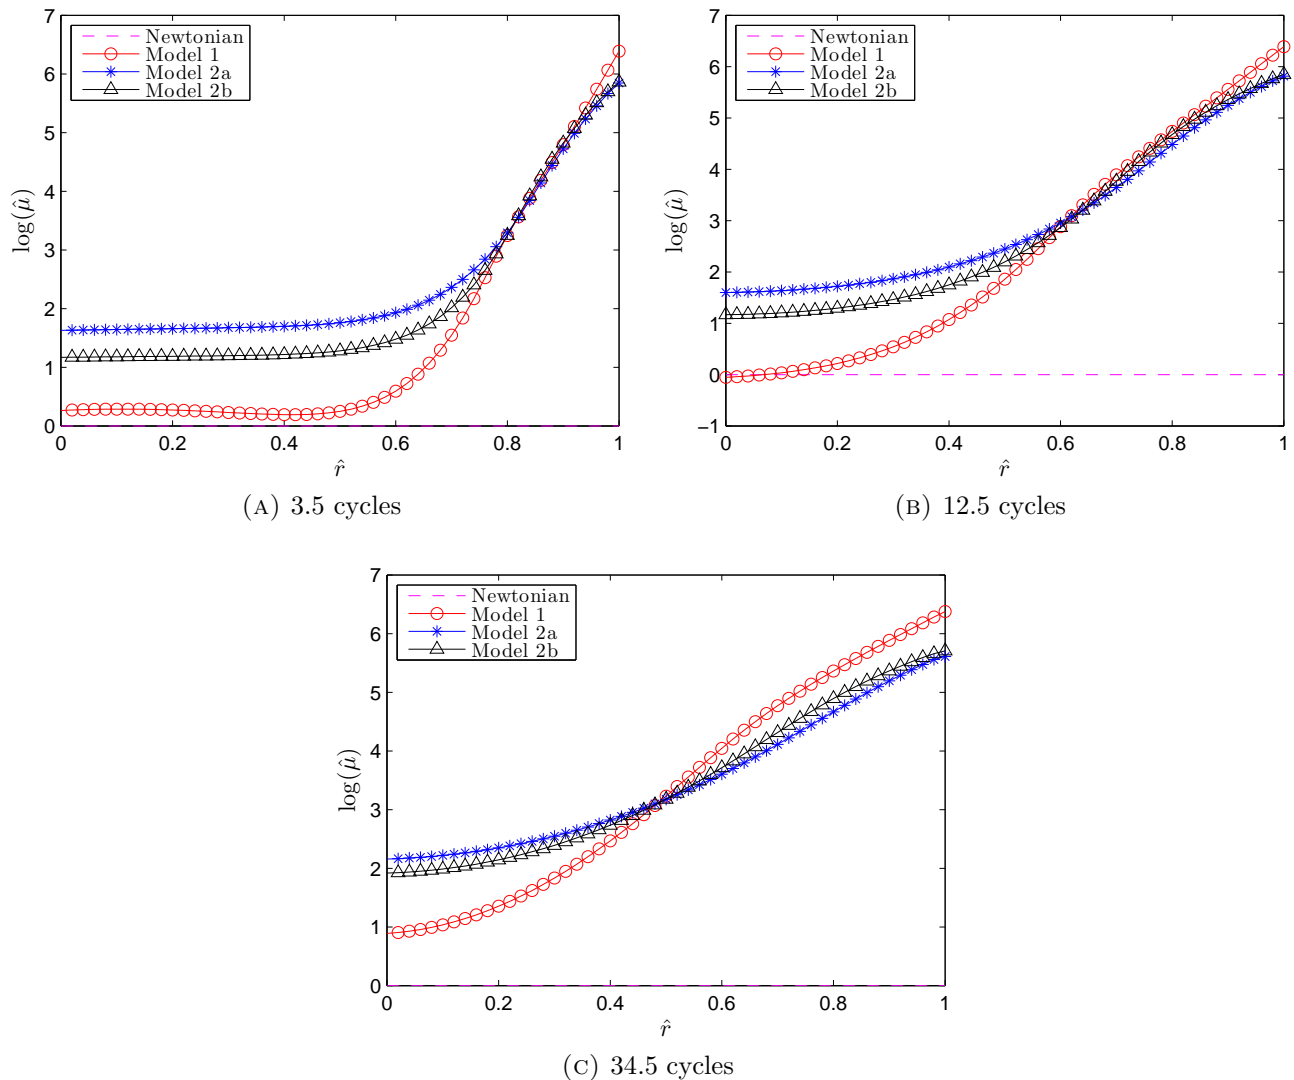 7
6
5
4
3
2
1
0
log(μ̂)
Newtonian
Model 1
Model 2a
Model 2b
0 0.2 0.4 0.6 0.8 1
r̂
(A) 3.5 cycles
7
6
5
4
3
2
1
0
−1
log(μ̂)
Newtonian
Model 1
Model 2a
Model 2b
0 0.2 0.4 0.6 0.8 1
r̂
(B) 12.5 cycles
7
6
5
4
3
2
1
0
log(μ̂)
Newtonian
Model 1
Model 2a
Model 2b
0 0.2 0.4 0.6 0.8 1
r̂
(C) 34.5 cycles